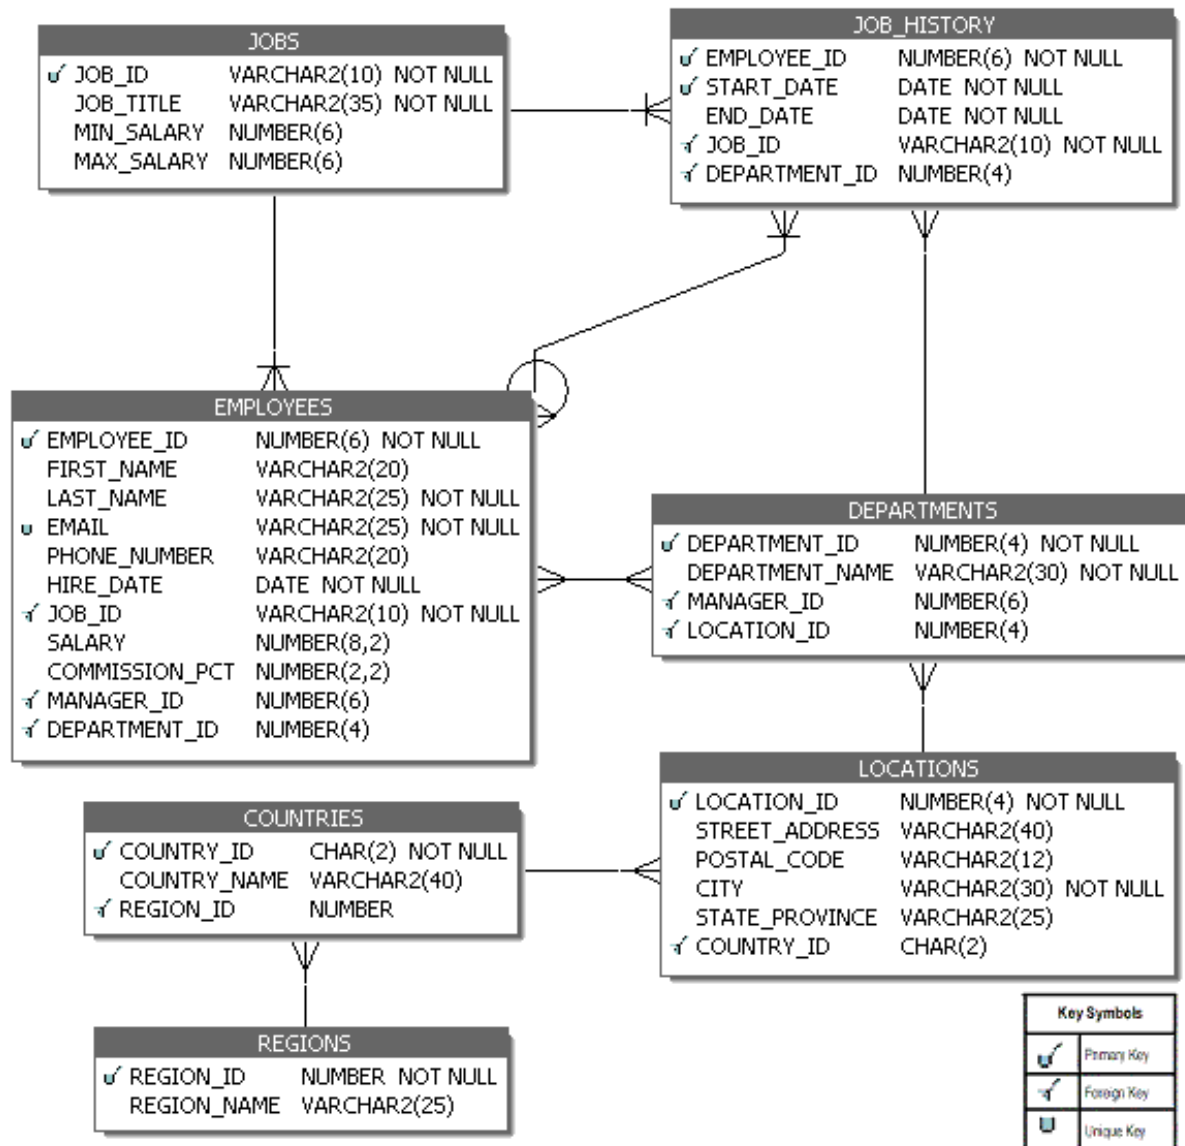 JOBS
JOB_ID VARCHAR2(10) NOT NULL
JOB_TITLE VARCHAR2(35) NOT NULL
MIN_SALARY NUMBER(6)
MAX_SALARY NUMBER(6)
JOB_HISTORY
EMPLOYEE_ID NUMBER(6) NOT NULL
START_DATE DATE NOT NULL
END_DATE DATE NOT NULL
JOB_ID VARCHAR2(10) NOT NULL
DEPARTMENT_ID NUMBER(4)
EMPLOYEES
EMPLOYEE_ID NUMBER(6) NOT NULL
FIRST_NAME VARCHAR2(20)
LAST_NAME VARCHAR2(25) NOT NULL
EMAIL VARCHAR2(25) NOT NULL
PHONE_NUMBER VARCHAR2(20)
HIRE_DATE DATE NOT NULL
JOB_ID VARCHAR2(10) NOT NULL
SALARY NUMBER(8,2)
COMMISSION_PCT NUMBER(2,2)
MANAGER_ID NUMBER(6)
DEPARTMENT_ID NUMBER(4)
DEPARTMENTS
DEPARTMENT_ID NUMBER(4) NOT NULL
DEPARTMENT_NAME VARCHAR2(30) NOT NULL
MANAGER_ID NUMBER(6)
LOCATION_ID NUMBER(4)
LOCATIONS
LOCATION_ID NUMBER(4) NOT NULL
STREET_ADDRESS VARCHAR2(40)
POSTAL_CODE VARCHAR2(12)
CITY VARCHAR2(30) NOT NULL
STATE_PROVINCE VARCHAR2(25)
COUNTRY_ID CHAR(2)
COUNTRIES
COUNTRY_ID CHAR(2) NOT NULL
COUNTRY_NAME VARCHAR2(40)
REGION_ID NUMBER
REGIONS
REGION_ID NUMBER NOT NULL
REGION_NAME VARCHAR2(25)
Key Symbols
Primary Key
Foreign Key
Unique Key